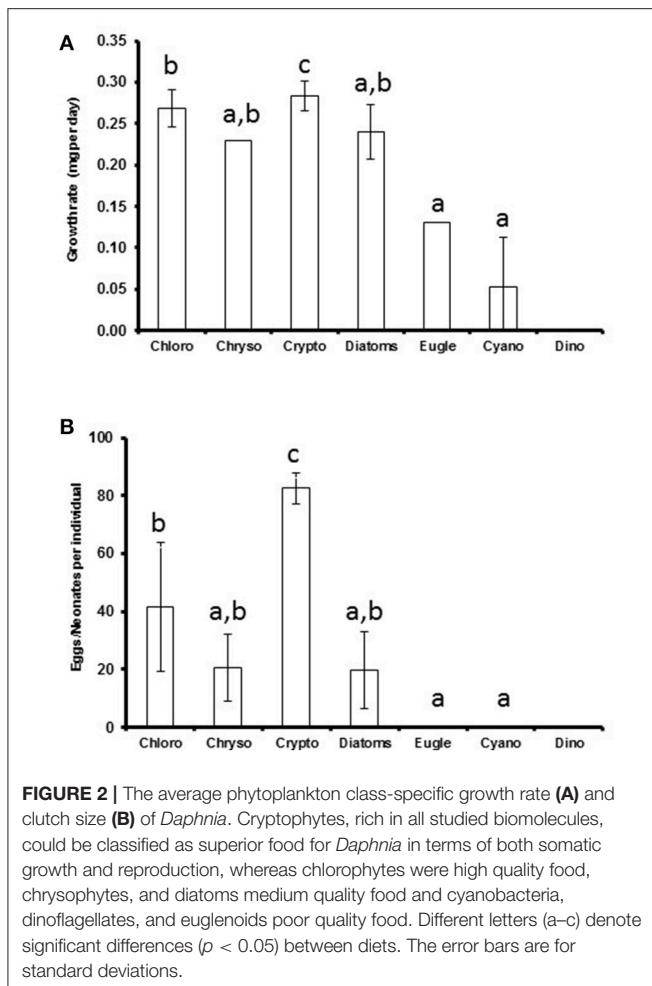 A
0.35
0.30
0.25
0.20
0.15
0.10
0.05
0.00
Growth rate (mg per day)
b
a,b
c
a,b
a
a
Chloro Chryso Crypto Diatoms Eugle Cyano Dino
B
100
80
60
40
20
0
Eggs/Neonates per individual
b
a,b
c
a,b
a
a
Chloro Chryso Crypto Diatoms Eugle Cyano Dino
FIGURE 2 | The average phytoplankton class-specific growth rate (A) and
clutch size (B) of Daphnia. Cryptophytes, rich in all studied biomolecules,
could be classified as superior food for Daphnia in terms of both somatic
growth and reproduction, whereas chlorophytes were high quality food,
chrysophytes, and diatoms medium quality food and cyanobacteria,
dinoflagellates, and euglenoids poor quality food. Different letters (a–c) denote
significant differences (p < 0.05) between diets. The error bars are for
standard deviations.